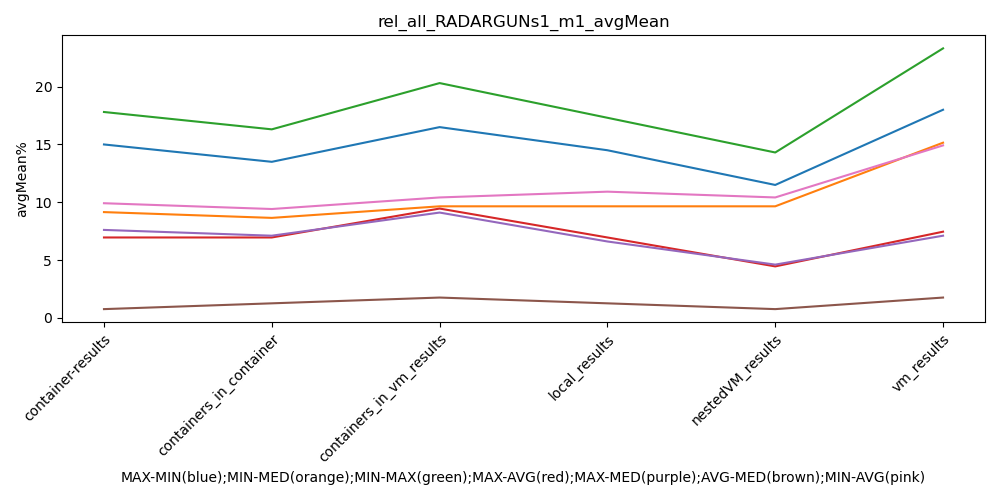 rel_all_RADARGUNs1_m1_avgMean
avgMean%
20
15
10
5
0
container-results
containers_in_container
containers_in_vm_results
local_results
nestedVM_results
vm_results
MAX-MIN(blue);MIN-MED(orange);MIN-MAX(green);MAX-AVG(red);MAX-MED(purple);AVG-MED(brown);MIN-AVG(pink)